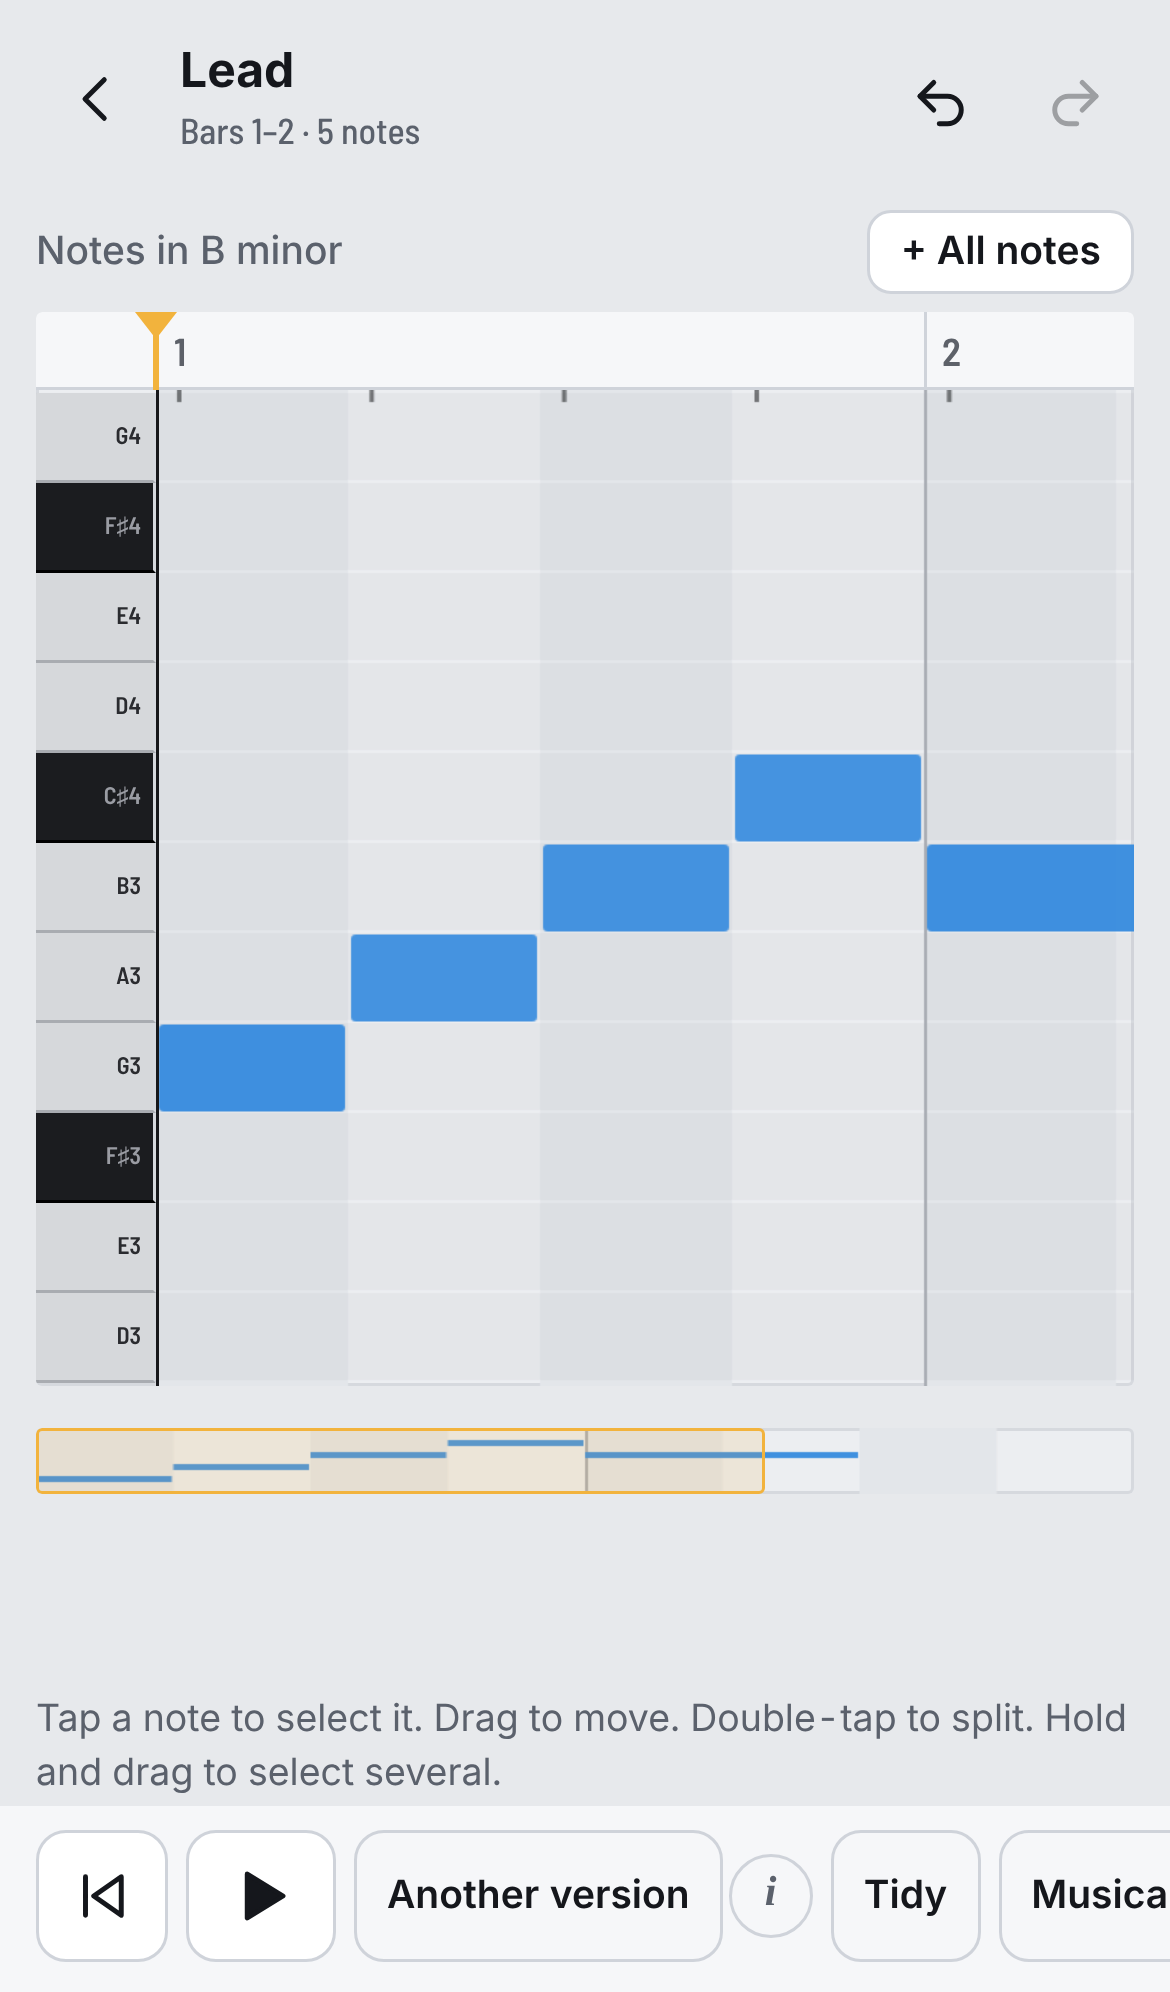 Lead
Bars 1–2 · 5 notes
Notes in B minor
+ All notes
1
2
G4
F♯4
E4
D4
C♯4
B3
A3
G3
F♯3
E3
D3
Tap a note to select it. Drag to move. Double-tap to split. Hold
and drag to select several.
Another version
i
Tidy
Musica